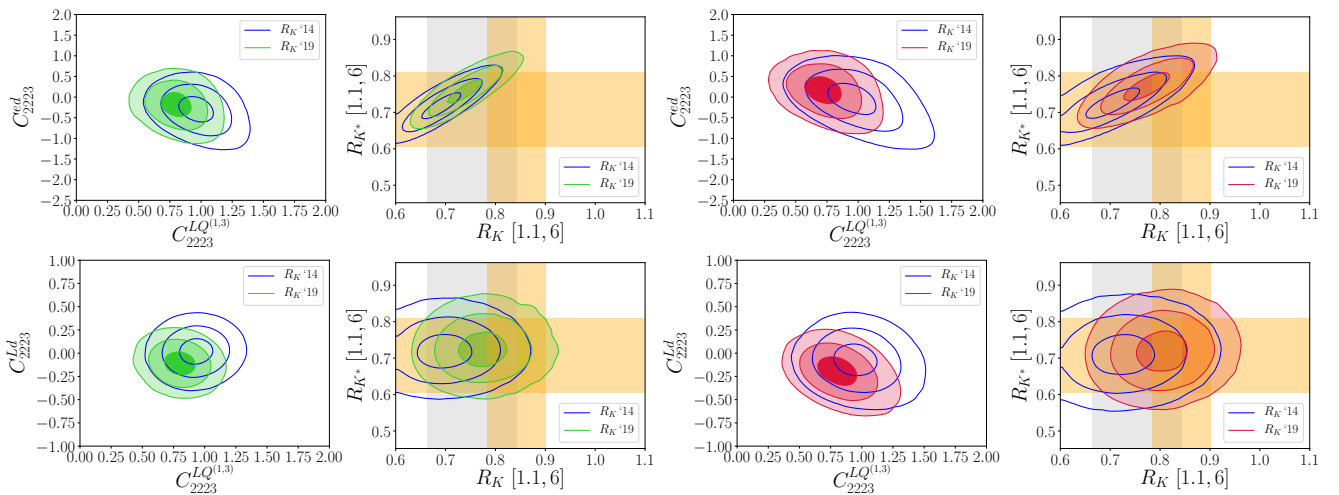 2.0
1.5
1.0
0.5
0.0
−0.5
−1.0
−1.5
−2.0
−2.5
0.00 0.25 0.50 0.75 1.00 1.25 1.50 1.75 2.00
C^{ed}_{2223}
C^{LQ^{(1,3)}}_{2223}
R_K ‘14
R_K ‘19
0.9
0.8
0.7
0.6
0.5
0.6 0.7 0.8 0.9 1.0 1.1
R_{K*} [1.1, 6]
R_K [1.1, 6]
R_K ‘14
R_K ‘19
2.0
1.5
1.0
0.5
0.0
−0.5
−1.0
−1.5
−2.0
−2.5
0.00 0.25 0.50 0.75 1.00 1.25 1.50 1.75 2.00
C^{ed}_{2223}
C^{LQ^{(1,3)}}_{2223}
R_K ‘14
R_K ‘19
0.9
0.8
0.7
0.6
0.5
0.6 0.7 0.8 0.9 1.0 1.1
R_{K*} [1.1, 6]
R_K [1.1, 6]
R_K ‘14
R_K ‘19
1.00
0.75
0.50
0.25
0.00
−0.25
−0.50
−0.75
−1.00
0.00 0.25 0.50 0.75 1.00 1.25 1.50 1.75 2.00
C^{Ld}_{2223}
C^{LQ^{(1,3)}}_{2223}
R_K ‘14
R_K ‘19
0.9
0.8
0.7
0.6
0.5
0.6 0.7 0.8 0.9 1.0 1.1
R_{K*} [1.1, 6]
R_K [1.1, 6]
R_K ‘14
R_K ‘19
1.00
0.75
0.50
0.25
0.00
−0.25
−0.50
−0.75
−1.00
0.00 0.25 0.50 0.75 1.00 1.25 1.50 1.75 2.00
C^{Ld}_{2223}
C^{LQ^{(1,3)}}_{2223}
R_K ‘14
R_K ‘19
0.9
0.8
0.7
0.6
0.5
0.6 0.7 0.8 0.9 1.0 1.1
R_{K*} [1.1, 6]
R_K [1.1, 6]
R_K ‘14
R_K ‘19